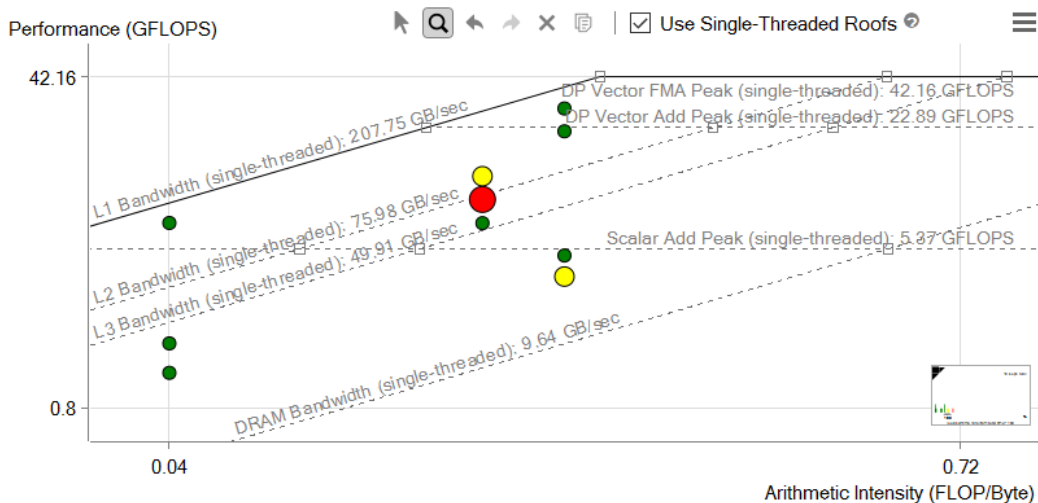 Performance (GFLOPS)
Use Single-Threaded Roofs
42.16
DP Vector FMA Peak (single-threaded): 42.16 GFLOPS
DP Vector Add Peak (single-threaded): 22.89 GFLOPS
L1 Bandwidth (single-threaded): 207.75 GB/sec
L2 Bandwidth (single-threaded): 75.98 GB/sec
Scalar Add Peak (single-threaded): 5.37 GFLOPS
L3 Bandwidth (single-threaded): 49.91 GB/sec
DRAM Bandwidth (single-threaded): 9.64 GB/sec
0.8
0.04
0.72
Arithmetic Intensity (FLOP/Byte)